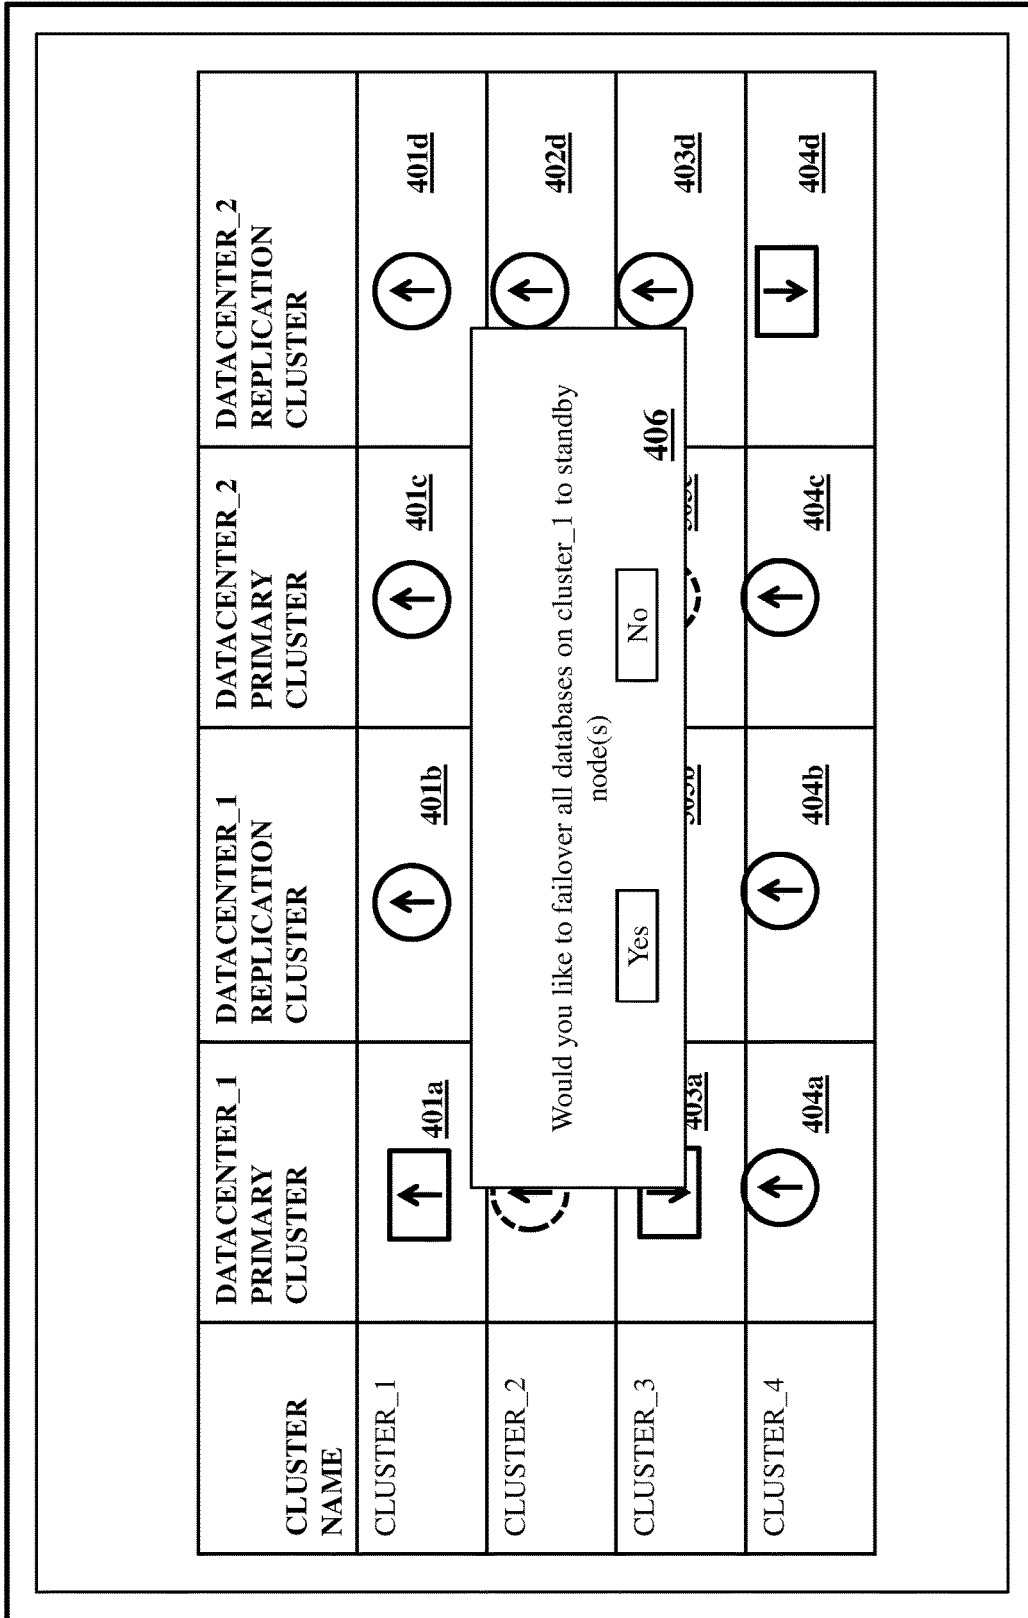 CLUSTER
NAME
DATACENTER_1
PRIMARY
CLUSTER
DATACENTER_1
REPLICATION
CLUSTER
DATACENTER_2
PRIMARY
CLUSTER
DATACENTER_2
REPLICATION
CLUSTER
CLUSTER_1
401a
401b
401c
401d
CLUSTER_2
402d
CLUSTER_3
403a
403d
CLUSTER_4
404a
404b
404c
404d
Would you like to failover all databases on cluster_1 to standby
node(s)
Yes
No
406